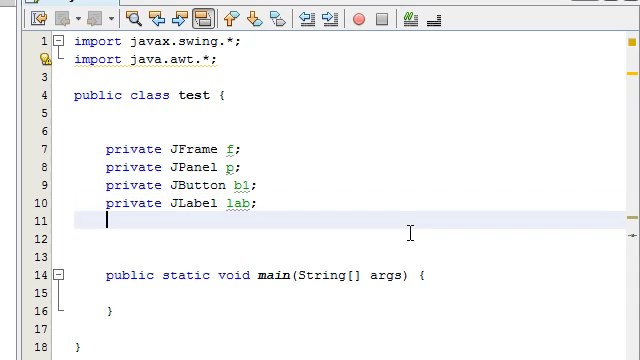 1 import javax.swing.*;
import java.awt.*;
3
4 public class test {
5
6
7 private JFrame f;
8 private JPanel p;
9 private JButton b1;
10 private JLabel lab;
11
12
13
14 public static void main(String[] args) {
15
16 }
17
18 }